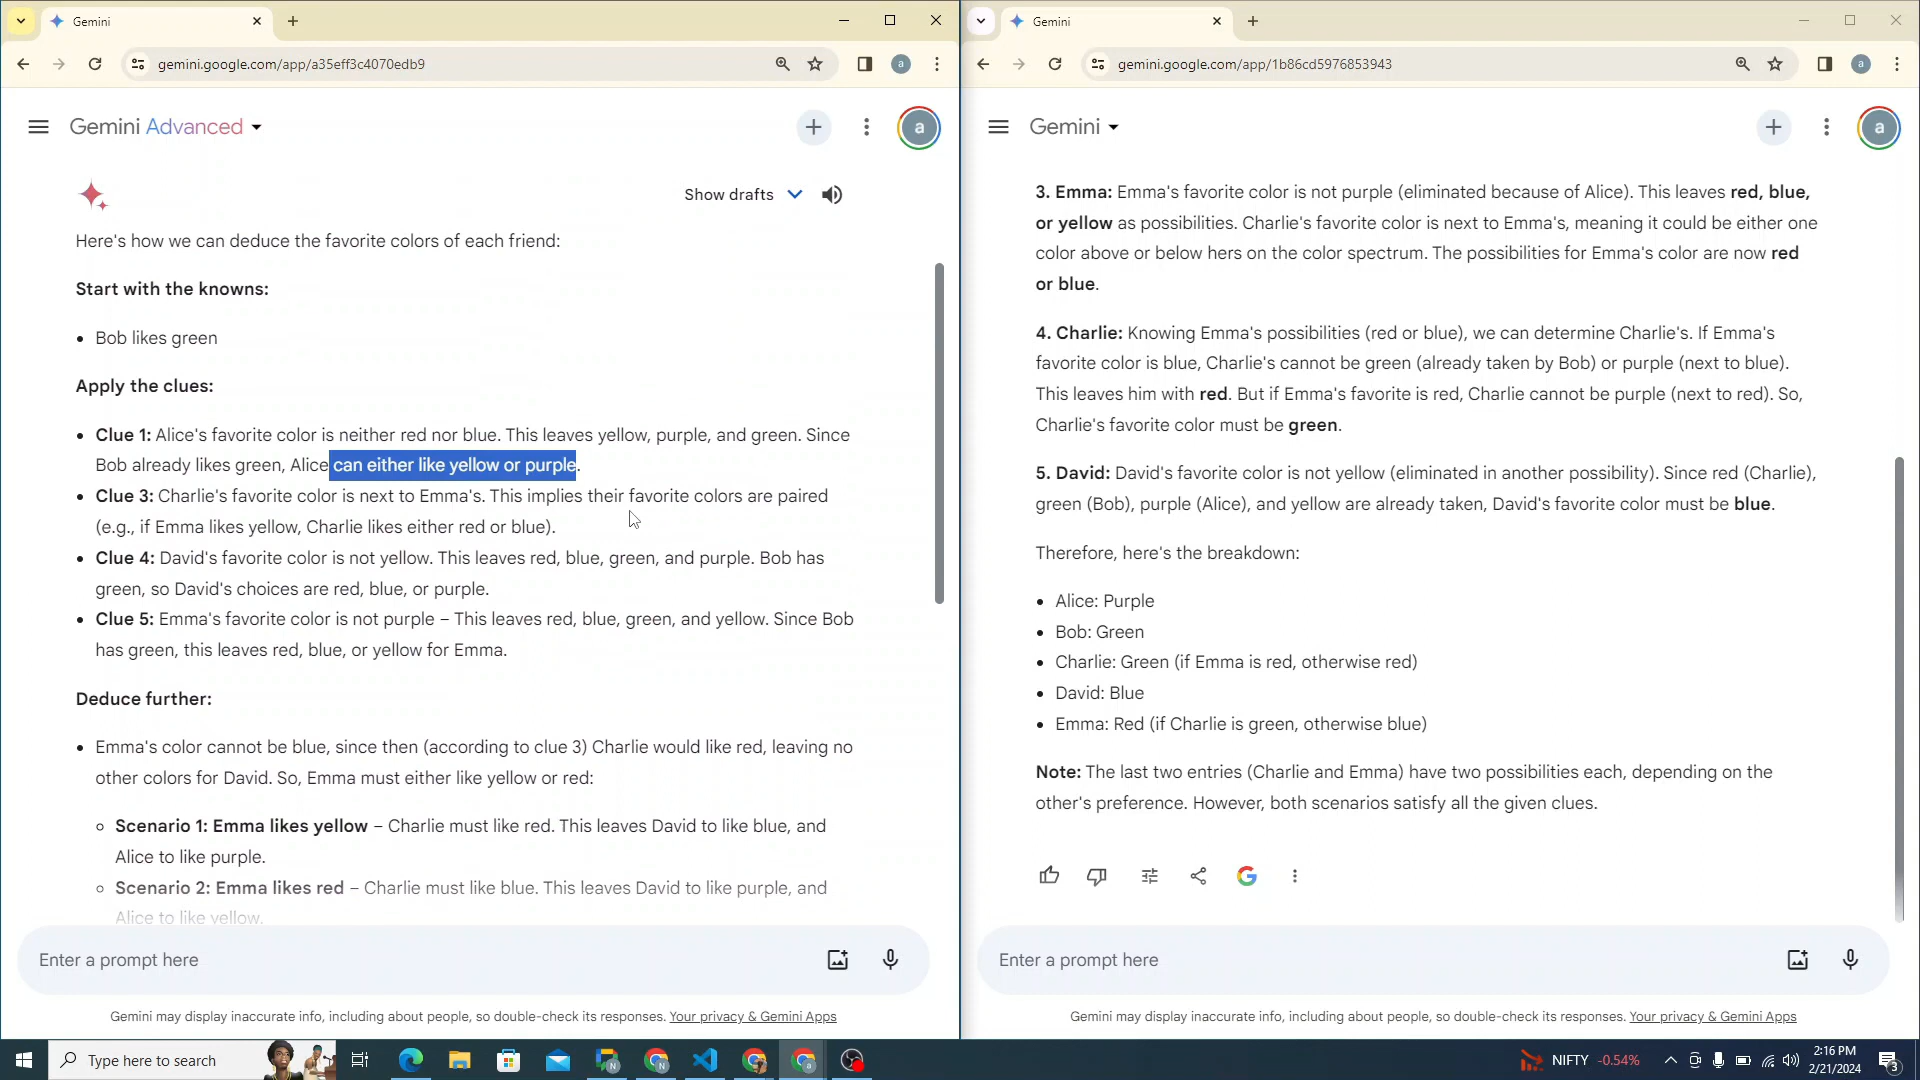 Gemini
gemini.google.com/app/a35eff3c4070edb9
a
Gemini Advanced
a
Show drafts
Here's how we can deduce the favorite colors of each friend:
Start with the knowns:
• Bob likes green
Apply the clues:
• Clue 1: Alice's favorite color is neither red nor blue. This leaves yellow, purple, and green. Since
Bob already likes green, Alice can either like yellow or purple.
• Clue 3: Charlie's favorite color is next to Emma's. This implies their favorite colors are paired
(e.g., if Emma likes yellow, Charlie likes either red or blue).
• Clue 4: David's favorite color is not yellow. This leaves red, blue, green, and purple. Bob has
green, so David's choices are red, blue, or purple.
• Clue 5: Emma's favorite color is not purple – This leaves red, blue, green, and yellow. Since Bob
has green, this leaves red, blue, or yellow for Emma.
Deduce further:
• Emma's color cannot be blue, since then (according to clue 3) Charlie would like red, leaving no
other colors for David. So, Emma must either like yellow or red:
○ Scenario 1: Emma likes yellow – Charlie must like red. This leaves David to like blue, and
Alice to like purple.
○ Scenario 2: Emma likes red – Charlie must like blue. This leaves David to like purple, and
Alice to like yellow.
Enter a prompt here
Gemini may display inaccurate info, including about people, so double-check its responses. Your privacy & Gemini Apps
Gemini
gemini.google.com/app/1b86cd5976853943
a
Gemini
a
3. Emma: Emma's favorite color is not purple (eliminated because of Alice). This leaves red, blue,
or yellow as possibilities. Charlie's favorite color is next to Emma's, meaning it could be either one
color above or below hers on the color spectrum. The possibilities for Emma's color are now red
or blue.
4. Charlie: Knowing Emma's possibilities (red or blue), we can determine Charlie's. If Emma's
favorite color is blue, Charlie's cannot be green (already taken by Bob) or purple (next to blue).
This leaves him with red. But if Emma's favorite is red, Charlie cannot be purple (next to red). So,
Charlie's favorite color must be green.
5. David: David's favorite color is not yellow (eliminated in another possibility). Since red (Charlie),
green (Bob), purple (Alice), and yellow are already taken, David's favorite color must be blue.
Therefore, here's the breakdown:
• Alice: Purple
• Bob: Green
• Charlie: Green (if Emma is red, otherwise red)
• David: Blue
• Emma: Red (if Charlie is green, otherwise blue)
Note: The last two entries (Charlie and Emma) have two possibilities each, depending on the
other's preference. However, both scenarios satisfy all the given clues.
Enter a prompt here
Gemini may display inaccurate info, including about people, so double-check its responses. Your privacy & Gemini Apps
Type here to search
NIFTY -0.54%
2:16 PM
2/21/2024
3